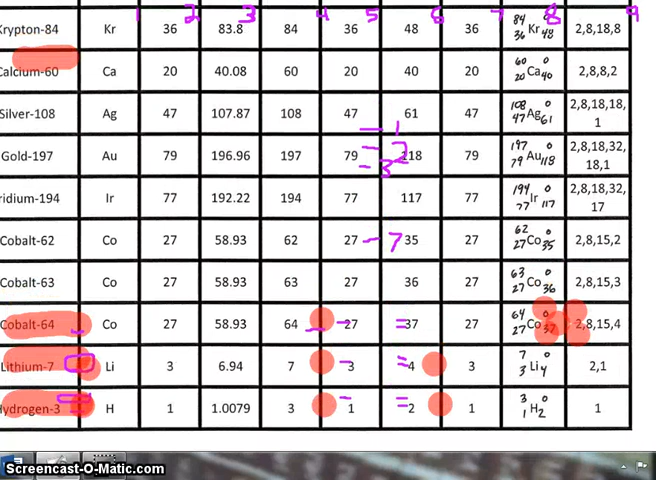 1 2 3 4 5 6 7 8 9
Krypton-84 Kr 36 83.8 84 36 48 36 84 36 Kr 0 48 2,8,18,8
Calcium-60 Ca 20 40.08 60 20 40 20 60 20 Ca 0 40 2,8,8,2
Silver-108 Ag 47 107.87 108 47 61 47 108 47 Ag 0 61 2,8,18,18,
1
— 1
Gold-197 Au 79 196.96 197 79 118 79 197 79 Au 0 118 2,8,18,32,
18,1
— 2
— 3
ridium-194 Ir 77 192.22 194 77 117 77 194 77 Ir 0 117 2,8,18,32,
17
Cobalt-62 Co 27 58.93 62 27 – 7 35 27 62 27 Co 0 35 2,8,15,2
Cobalt-63 Co 27 58.93 63 27 36 27 63 27 Co 0 36 2,8,15,3
Cobalt-64 Co 27 58.93 64 – 27 = 37 27 64 27 Co 0 37 2,8,15,4
Lithium-7 Li 3 6.94 7 – 3 = 4 3 7 3 Li 0 4 2,1
Hydrogen-3 H 1 1.0079 3 – 1 = 2 1 3 1 H 0 2 1
Screencast-O-Matic.com